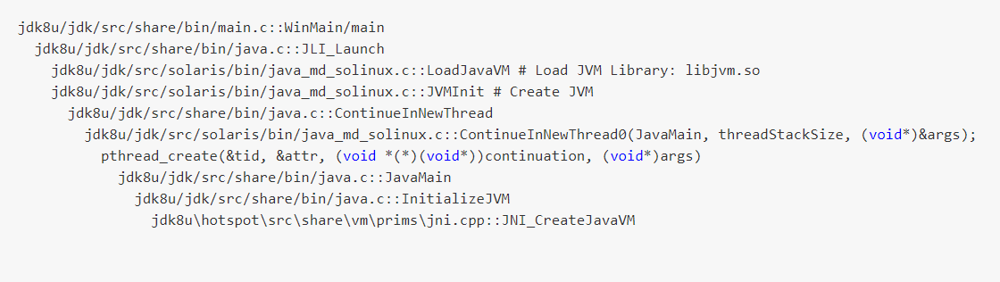 jdk8u/jdk/src/share/bin/main.c::WinMain/main
jdk8u/jdk/src/share/bin/java.c::JLI_Launch
jdk8u/jdk/src/solaris/bin/java_md_solinux.c::LoadJavaVM # Load JVM Library: libjvm.so
jdk8u/jdk/src/solaris/bin/java_md_solinux.c::JVMInit # Create JVM
jdk8u/jdk/src/share/bin/java.c::ContinueInNewThread
jdk8u/jdk/src/solaris/bin/java_md_solinux.c::ContinueInNewThread0(JavaMain, threadStackSize, (void*)&args);
pthread_create(&tid, &attr, (void *(*)(void*))continuation, (void*)args)
jdk8u/jdk/src/share/bin/java.c::JavaMain
jdk8u/jdk/src/share/bin/java.c::InitializeJVM
jdk8u\hotspot\src\share\vm\prims\jni.cpp::JNI_CreateJavaVM